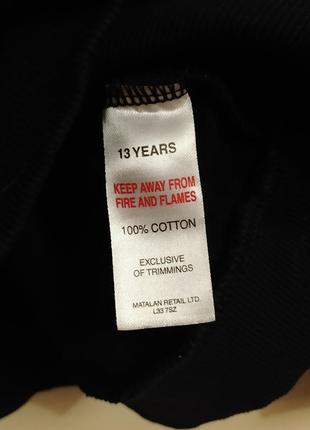 13 YEARS
KEEP AWAY FROM
FIRE AND FLAMES
100% COTTON
EXCLUSIVE
OF TRIMMINGS
MATALAN RETAIL LTD.
L33 7SZ